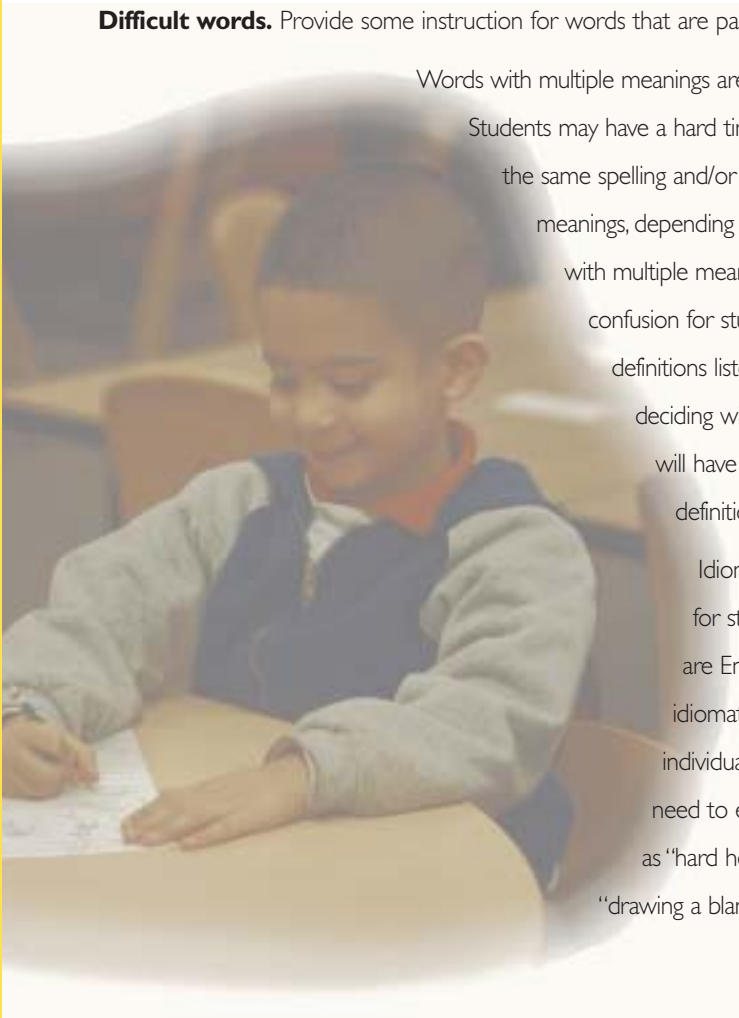 Difficult words. Provide some instruction for words that are pa
Words with multiple meanings are
Students may have a hard tin
the same spelling and/or
meanings, depending
with multiple mean
confusion for stu
definitions liste
deciding w
will have
definitio
Idion
for st
are En
idiomat
individua
need to e
as “hard he
“drawing a blan